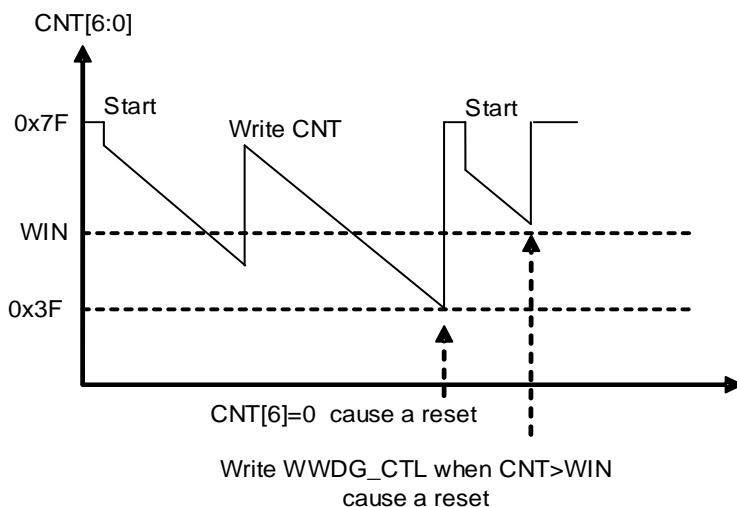 CNT[6:0]
Start
Start
0x7F
Write CNT
WIN
0x3F
CNT[6]=0 cause a reset
Write WWDG_CTL when CNT>WIN
cause a reset